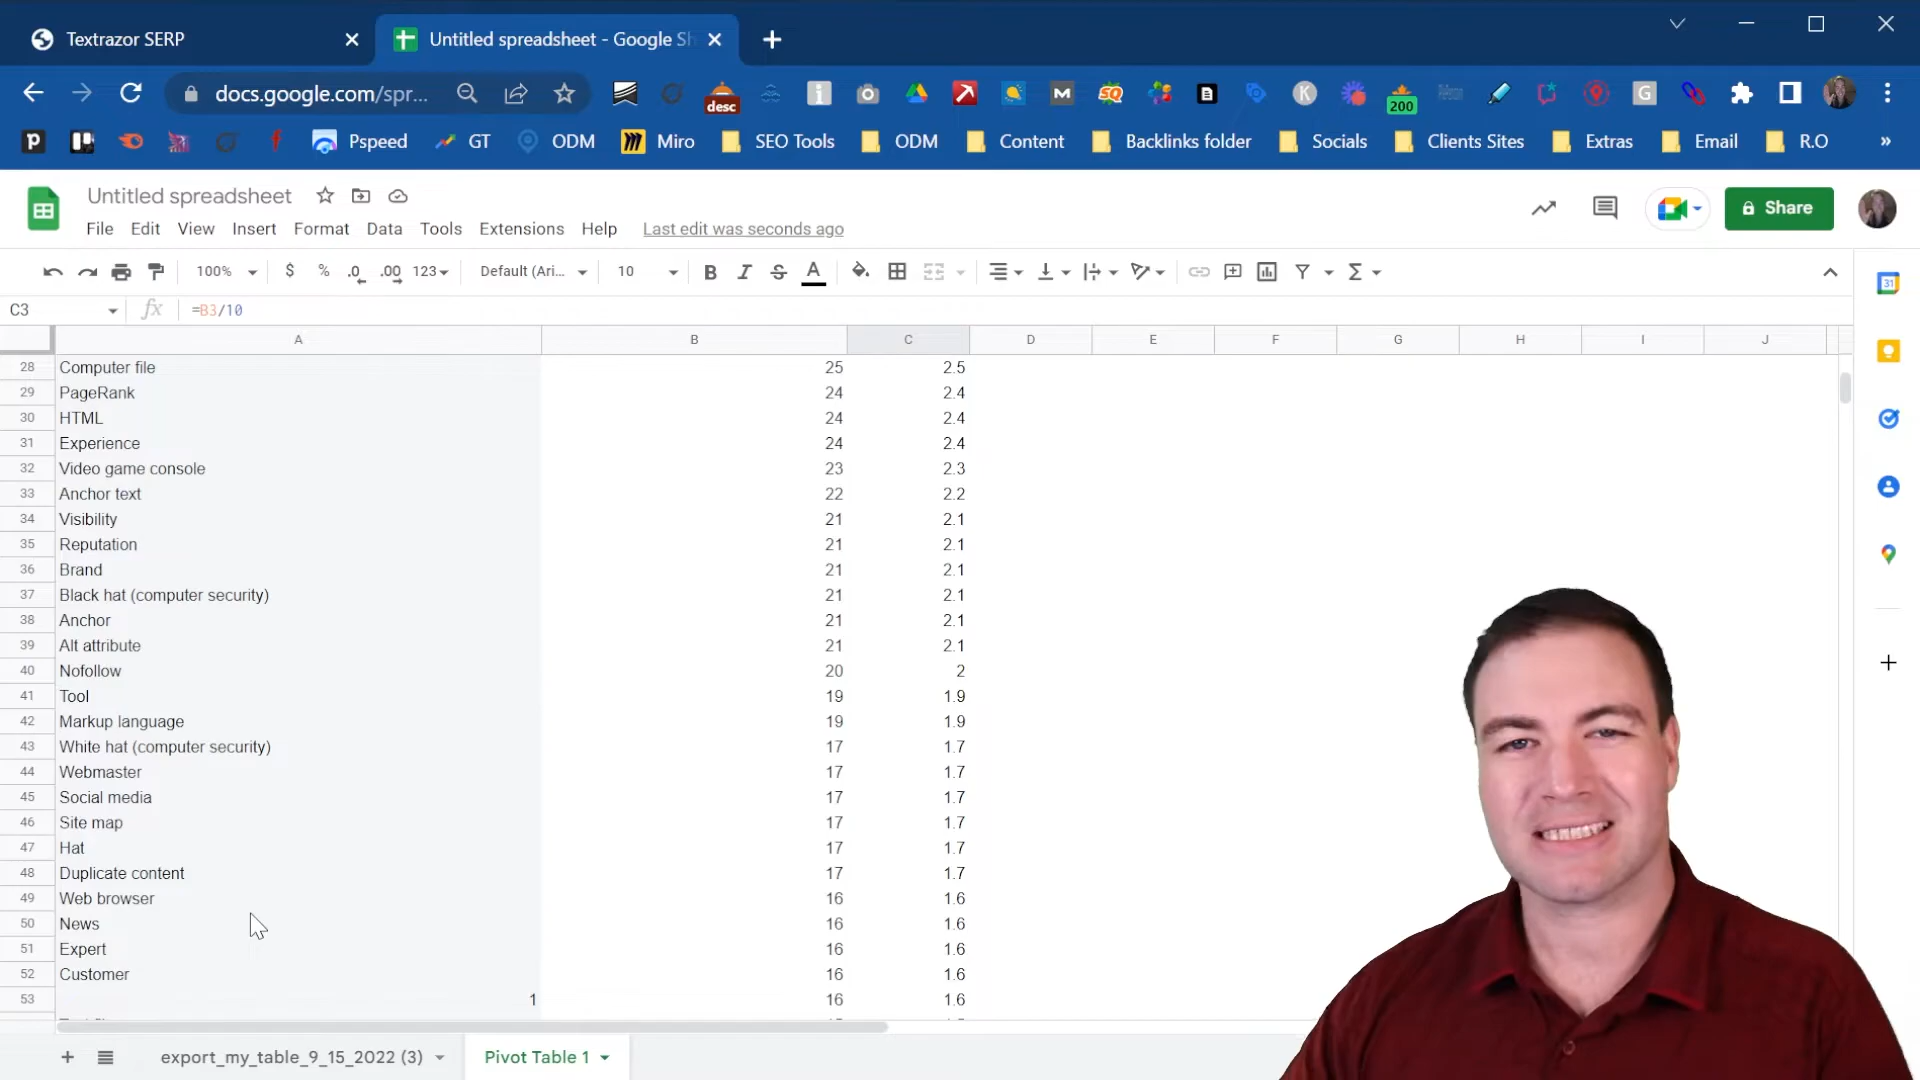 Textrazor SERP
Untitled spreadsheet - Google Sh
docs.google.com/spr...
desc
SQ
M
B
K
200
G
P
Pspeed
GT
ODM
Miro
SEO Tools
ODM
Content
Backlinks folder
Socials
Clients Sites
Extras
Email
R.O
»
Untitled spreadsheet
Share
File Edit View Insert Format Data Tools Extensions Help Last edit was seconds ago
100% $ % .0 .00 123 Default (Ari... 10 B I S A Σ
31
C3 fx =B3/10
A B C D E F G H I J
28 Computer file 25 2.5
29 PageRank 24 2.4
30 HTML 24 2.4
31 Experience 24 2.4
32 Video game console 23 2.3
33 Anchor text 22 2.2
34 Visibility 21 2.1
35 Reputation 21 2.1
36 Brand 21 2.1
37 Black hat (computer security) 21 2.1
38 Anchor 21 2.1
39 Alt attribute 21 2.1
40 Nofollow 20 2
41 Tool 19 1.9
42 Markup language 19 1.9
43 White hat (computer security) 17 1.7
44 Webmaster 17 1.7
45 Social media 17 1.7
46 Site map 17 1.7
47 Hat 17 1.7
48 Duplicate content 17 1.7
49 Web browser 16 1.6
50 News 16 1.6
51 Expert 16 1.6
52 Customer 16 1.6
53 1 16 1.6
export_my_table_9_15_2022 (3) Pivot Table 1